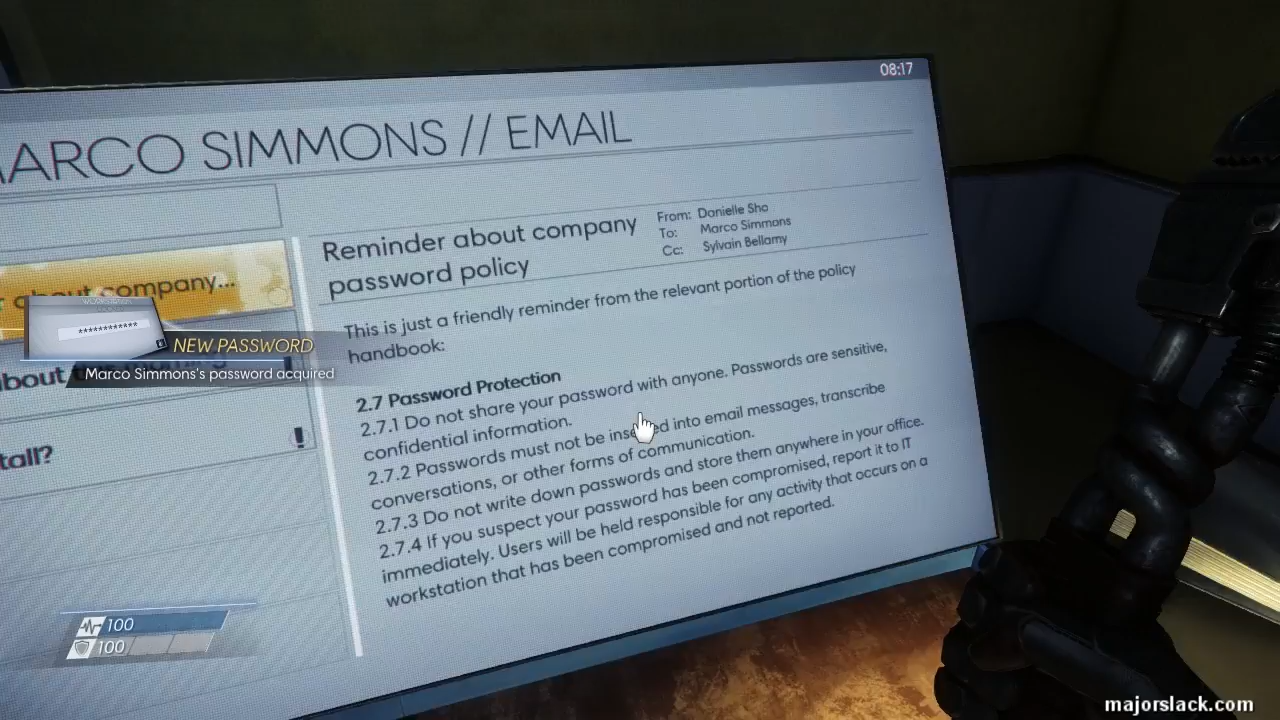 08:17
MARCO SIMMONS // EMAIL
Reminder about company
password policy
From: Danielle Sho
To: Marco Simmons
Cc: Sylvain Bellamy
This is just a friendly reminder from the relevant portion of the policy
handbook:
2.7 Password Protection
2.7.1 Do not share your password with anyone. Passwords are sensitive,
confidential information.
2.7.2 Passwords must not be inserted into email messages, transcribe
conversations, or other forms of communication.
2.7.3 Do not write down passwords and store them anywhere in your office.
2.7.4 If you suspect your password has been compromised, report it to IT
immediately. Users will be held responsible for any activity that occurs on a
workstation that has been compromised and not reported.
r about company...
************
NEW PASSWORD
Marco Simmons's password acquired
about
tall?
!
100
100
majorslack.com